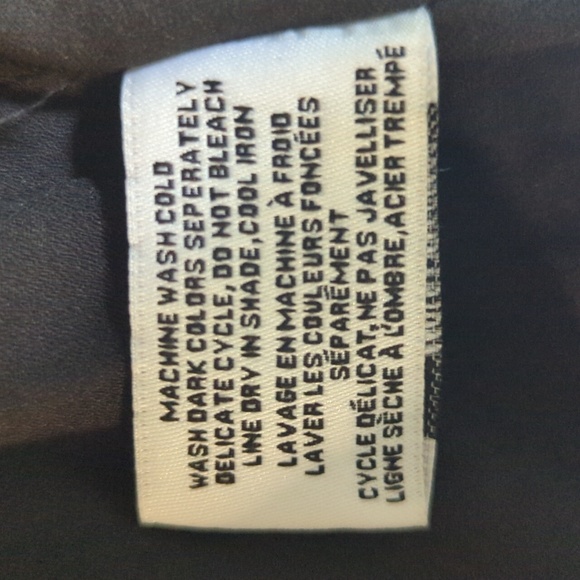 MACHINE WASH COLD
WASH DARK COLORS SEPERATELY
DELICATE CYCLE, DO NOT BLEACH
LINE DRY IN SHADE, COOL IRON
LAVAGE EN MACHINE À FROID
LAVER LES COULEURS FONCÉES
SÉPARÉMENT
CYCLE DÉLICAT, NE PAS JAVELLISER
LIGNE SÈCHE À L'OMBRE, ACIER TREMPÉ